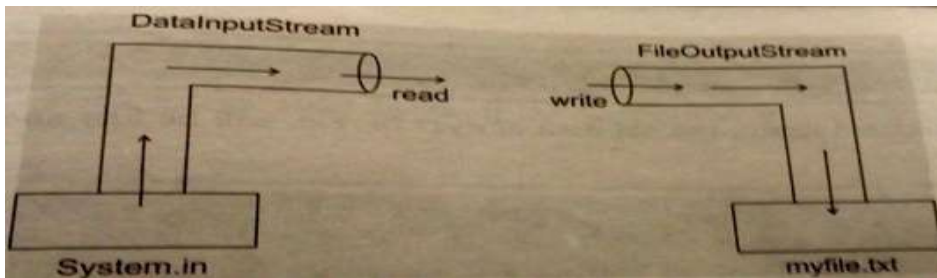 DataInputStream
FileOutputStream
read
write
System.in
myfile.txt